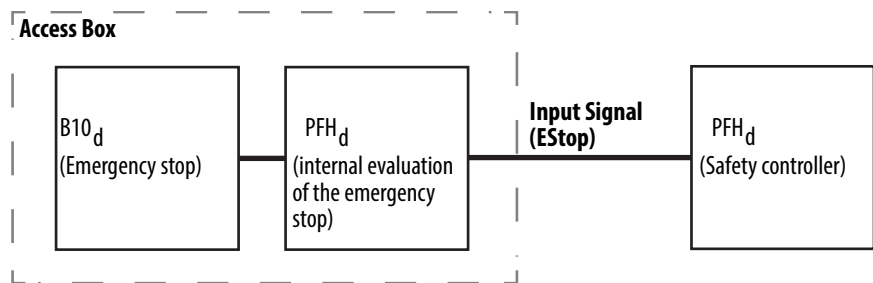 Access Box
B10d
(Emergency stop)
PFHd
(internal evaluation
of the emergency
stop)
Input Signal
(EStop)
PFHd
(Safety controller)